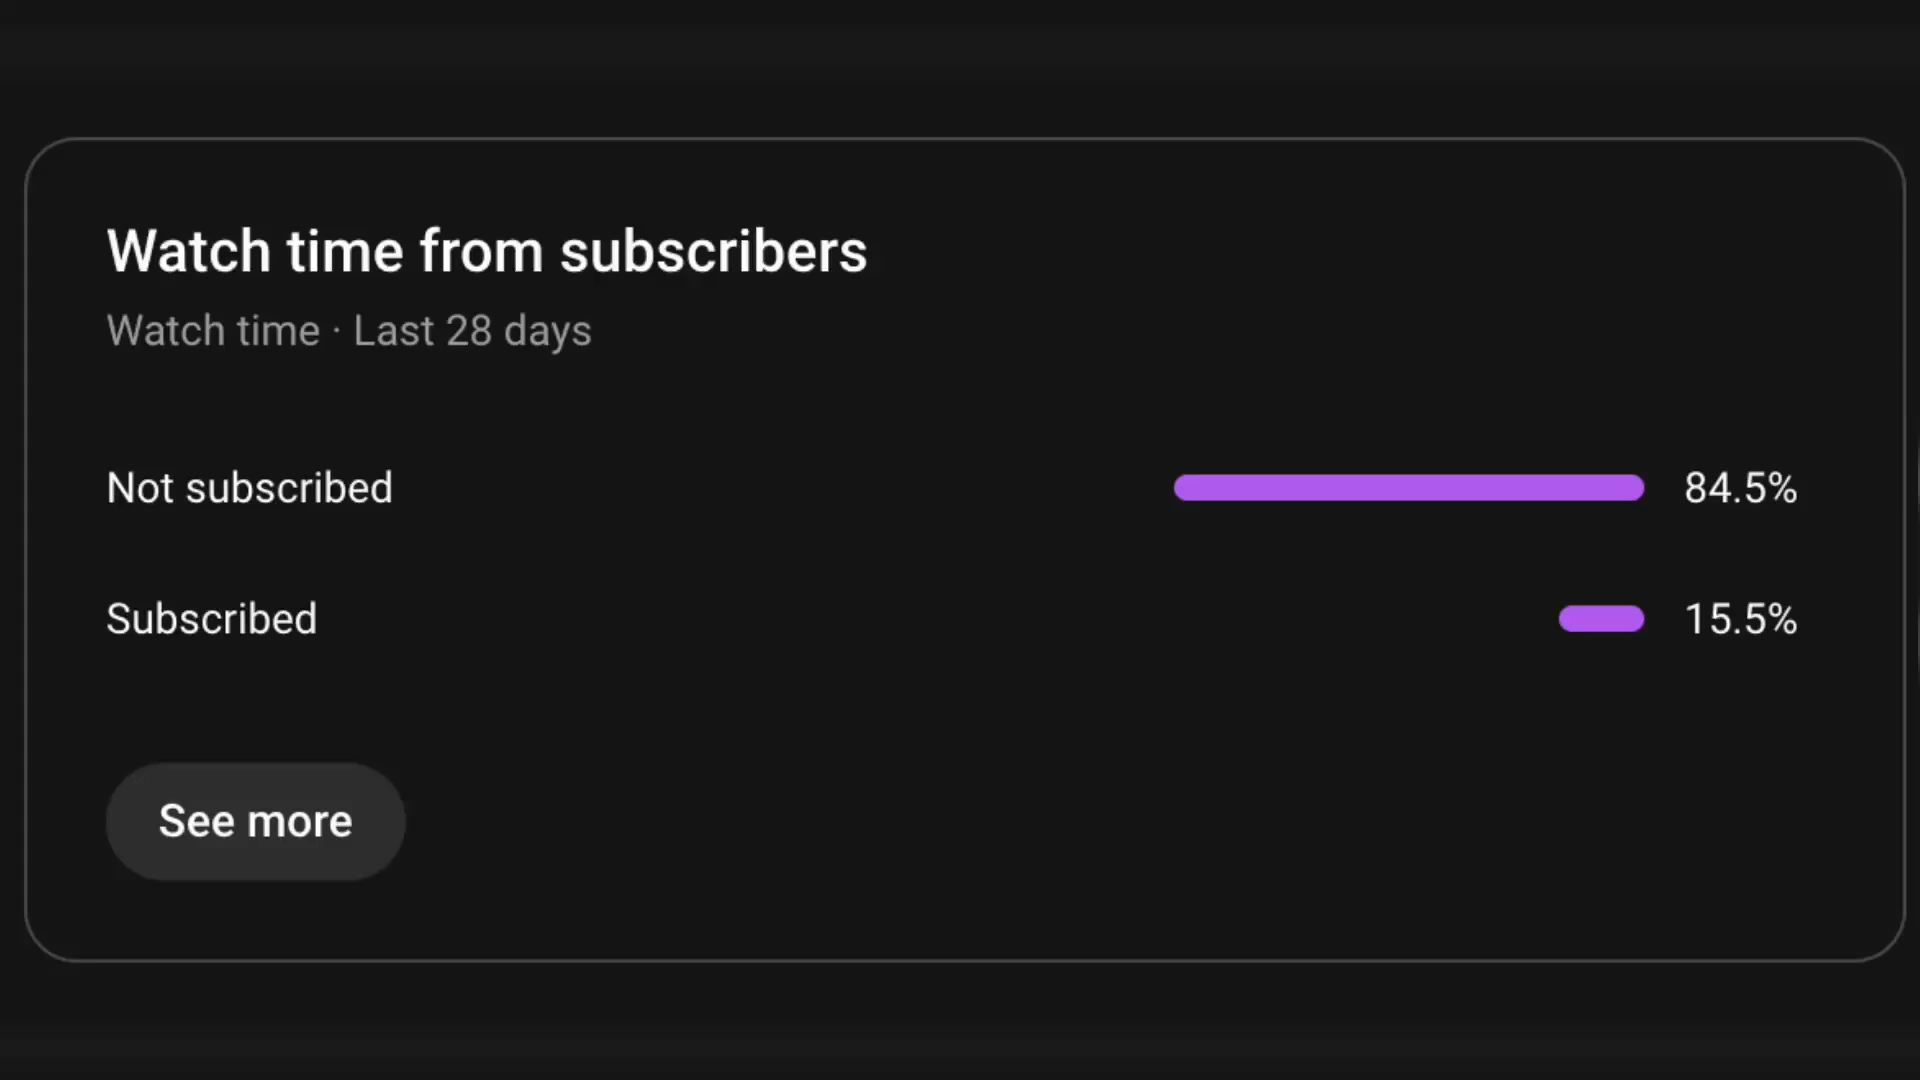 Watch time from subscribers
Watch time · Last 28 days
Not subscribed 84.5%
Subscribed 15.5%
See more